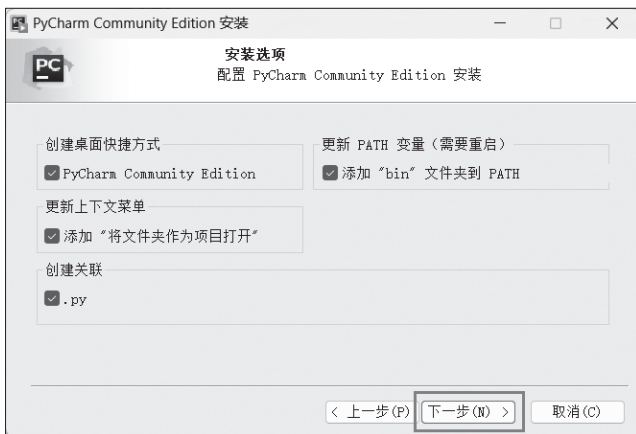 PyCharm Community Edition 安装
PC
安装选项
配置 PyCharm Community Edition 安装
创建桌面快捷方式
PyCharm Community Edition
更新 PATH 变量（需要重启）
添加 "bin" 文件夹到 PATH
更新上下文菜单
添加 "将文件夹作为项目打开"
创建关联
.py
< 上一步(P)
下一步(N) >
取消(C)